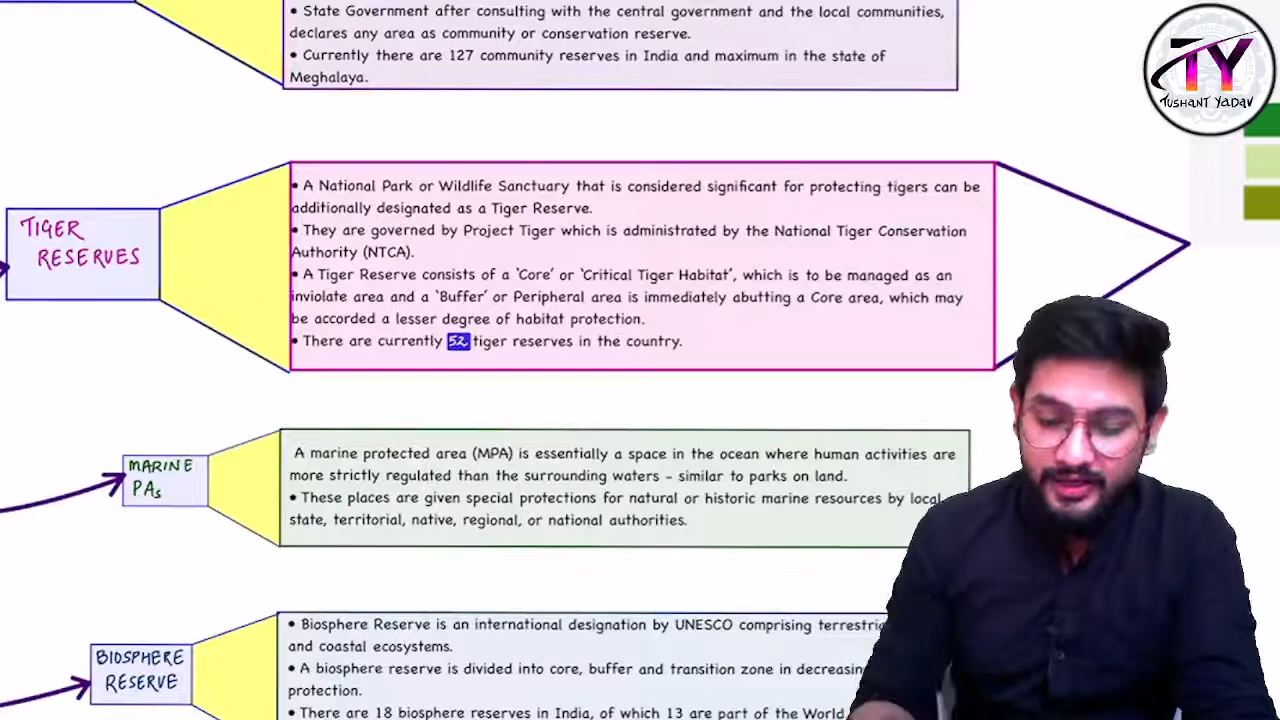 • State Government after consulting with the central government and the local communities,
declares any area as community or conservation reserve.
• Currently there are 127 community reserves in India and maximum in the state of
Meghalaya.
TY
TUSHANT YADAV
TIGER
RESERVES
• A National Park or Wildlife Sanctuary that is considered significant for protecting tigers can be
additionally designated as a Tiger Reserve.
• They are governed by Project Tiger which is administrated by the National Tiger Conservation
Authority (NTCA).
• A Tiger Reserve consists of a ‘Core’ or ‘Critical Tiger Habitat’, which is to be managed as an
inviolate area and a ‘Buffer’ or Peripheral area is immediately abutting a Core area, which may
be accorded a lesser degree of habitat protection.
• There are currently 52 tiger reserves in the country.
MARINE
PAs
A marine protected area (MPA) is essentially a space in the ocean where human activities are
more strictly regulated than the surrounding waters – similar to parks on land.
• These places are given special protections for natural or historic marine resources by local,
state, territorial, native, regional, or national authorities.
BIOSPHERE
RESERVE
• Biosphere Reserve is an international designation by UNESCO comprising
and coastal ecosystems.
• A biosphere reserve is divided into core, buffer and transition zone in
protection.
• There are 18 biosphere reserves in India, of which 13 are part of the World